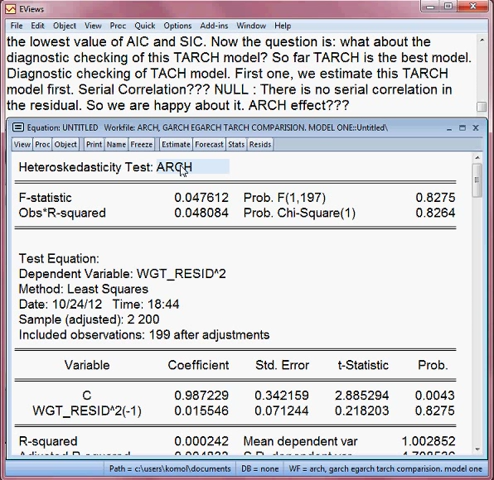 EViews
File Edit Object View Proc Quick Options Add-ins Window Help
the lowest value of AIC and SIC. Now the question is: what about the
diagnostic checking of this TARCH model? So far TARCH is the best model.
Diagnostic checking of TACH model. First one, we estimate this TARCH
model first. Serial Correlation??? NULL : There is no serial correlation in
the residual. So we are happy about it. ARCH effect???
Equation: UNTITLED Workfile: ARCH, GARCH EGARCH TARCH COMPARISION. MODEL ONE::Untitled\
View Proc Object Print Name Freeze Estimate Forecast Stats Resids
Heteroskedasticity Test: ARCH
F-statistic 0.047612 Prob. F(1,197) 0.8275
Obs*R-squared 0.048084 Prob. Chi-Square(1) 0.8264
Test Equation:
Dependent Variable: WGT_RESID^2
Method: Least Squares
Date: 10/24/12 Time: 18:44
Sample (adjusted): 2 200
Included observations: 199 after adjustments
Variable Coefficient Std. Error t-Statistic Prob.
C 0.987229 0.342159 2.885294 0.0043
WGT_RESID^2(-1) 0.015546 0.071244 0.218203 0.8275
R-squared 0.000242 Mean dependent var 1.002852
Adjusted R-squared
Path = c:\users\komol\documents DB = none WF = arch, garch egarch tarch comparision. model one